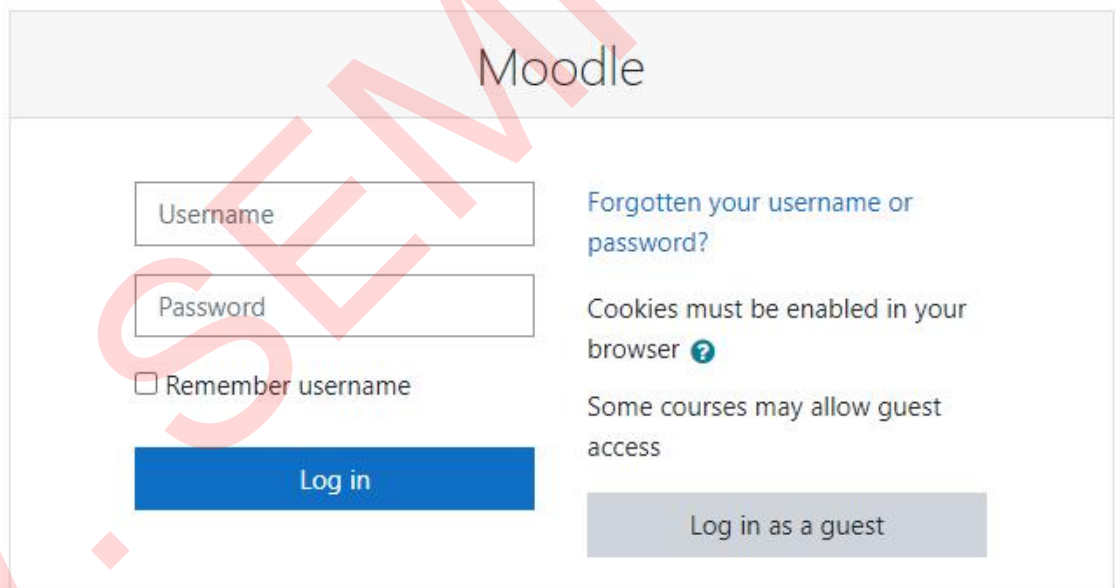 Moodle
Username
Password
Remember username
Log in
Forgotten your username or
password?
Cookies must be enabled in your
browser ?
Some courses may allow guest
access
Log in as a guest